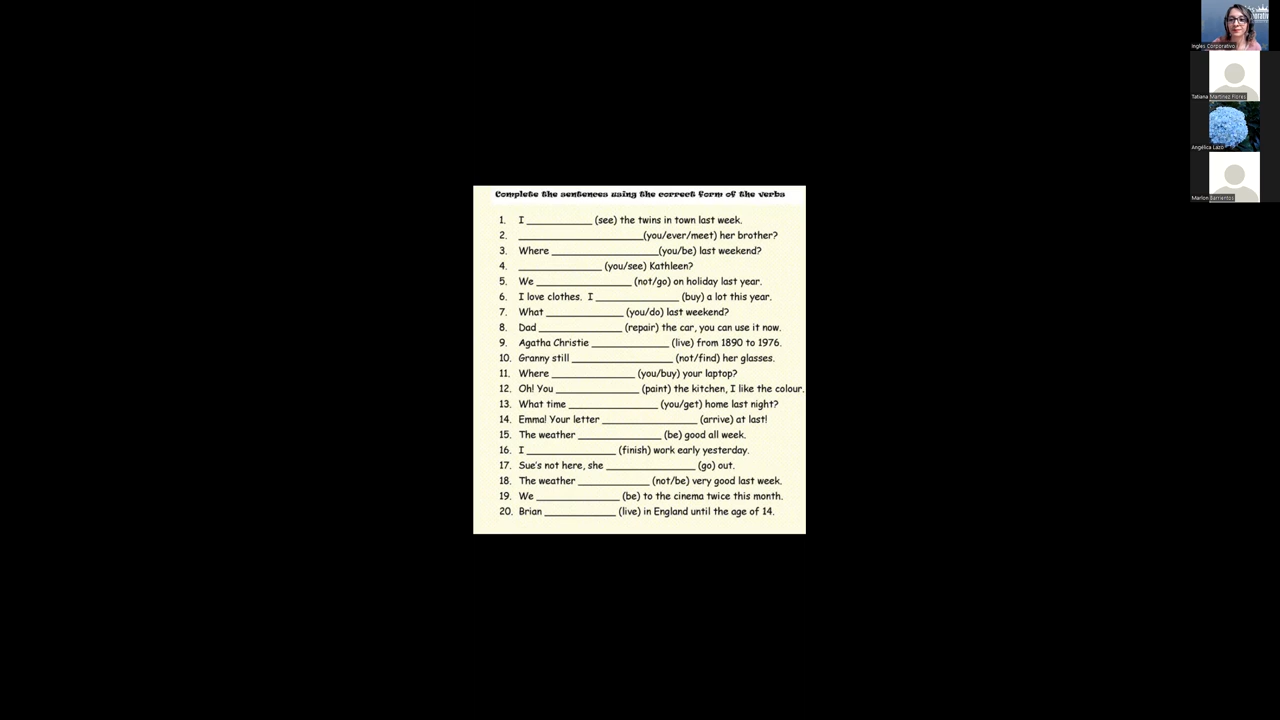 Complete the sentences using the correct form of the verbs
1. I ____________ (see) the twins in town last week.
2. _______________________(you/ever/meet) her brother?
3. Where ____________________(you/be) last weekend?
4. _______________ (you/see) Kathleen?
5. We _________________ (not/go) on holiday last year.
6. I love clothes. I _______________ (buy) a lot this year.
7. What ______________ (you/do) last weekend?
8. Dad _______________ (repair) the car, you can use it now.
9. Agatha Christie ______________ (live) from 1890 to 1976.
10. Granny still __________________ (not/find) her glasses.
11. Where _______________ (you/buy) your laptop?
12. Oh! You _______________ (paint) the kitchen, I like the colour.
13. What time ________________ (you/get) home last night?
14. Emma! Your letter _________________ (arrive) at last!
15. The weather _______________ (be) good all week.
16. I ________________ (finish) work early yesterday.
17. Sue's not here, she ________________ (go) out.
18. The weather _____________ (not/be) very good last week.
19. We _______________ (be) to the cinema twice this month.
20. Brian _____________ (live) in England until the age of 14.
Ingles Corporativo
Tatiana Martinez Flores
Angélica Lazo
Marlon Barrientos